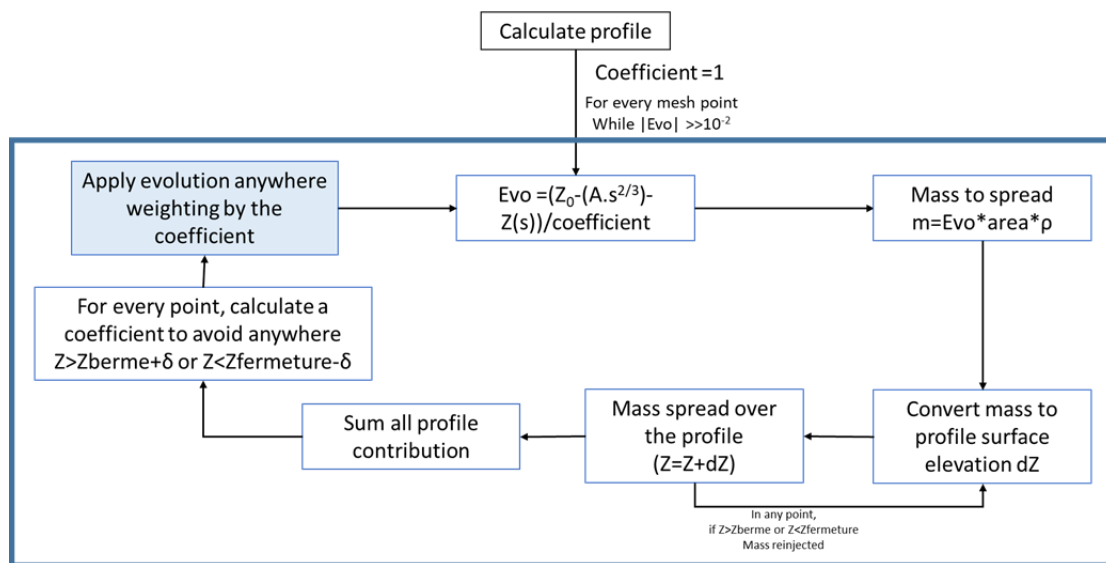 Calculate profile
Coefficient =1
For every mesh point
While |Evo| >>10⁻²
Apply evolution anywhere
weighting by the
coefficient
Evo =(Z₀-(A.s²ᐟ³)-
Z(s))/coefficient
Mass to spread
m=Evo*area*ρ
For every point, calculate a
coefficient to avoid anywhere
Z>Zberme+δ or Z<Zfermeture-δ
Sum all profile
contribution
Mass spread over
the profile
(Z=Z+dZ)
Convert mass to
profile surface
elevation dZ
In any point,
if Z>Zberme or Z<Zfermeture
Mass reinjected